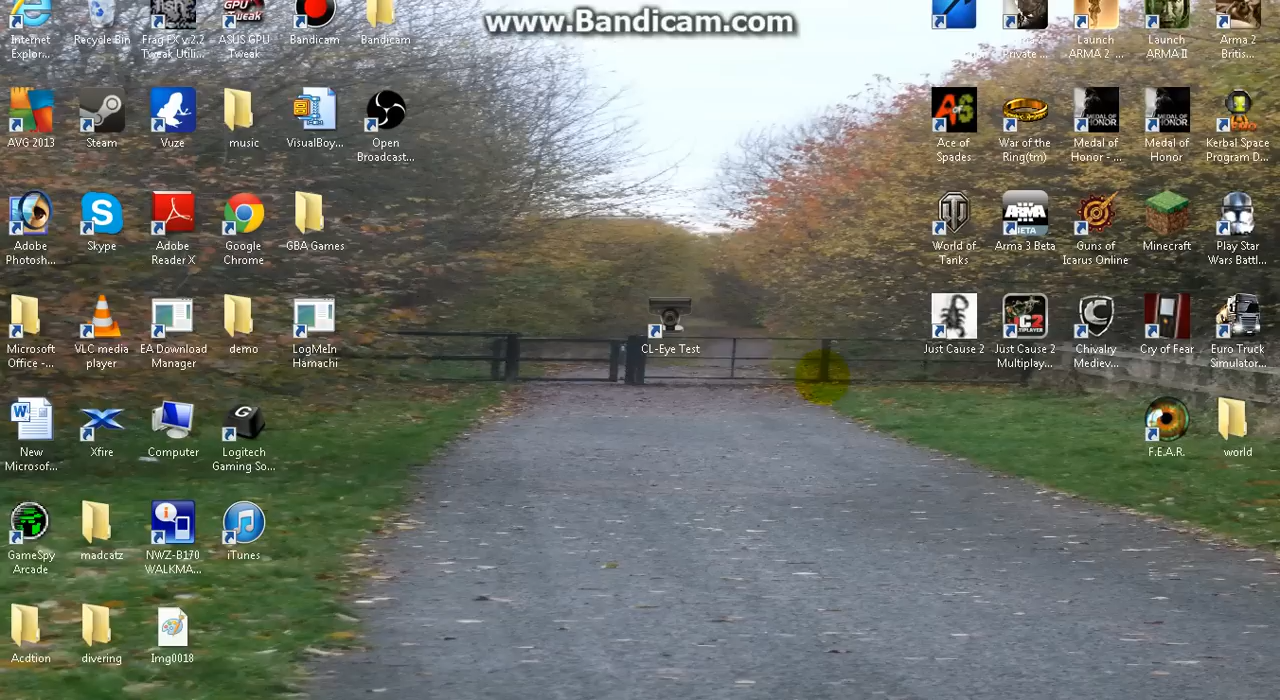 www.Bandicam.com
Internet
Explor...
Recycle Bin
Frag FX v.2.2
Tweak Utili...
GPU
Tweak
ASUS GPU
Tweak
Bandicam
Bandicam
Private ...
Launch
ARMA 2 ...
Launch
ARMA II
Arma 2
Britis...
AVG 2013
Steam
Vuze
music
VisualBoy...
Open
Broadcast...
Ace of
Spades
War of the
Ring(tm)
Medal of
Honor - ...
Medal of
Honor
Kerbal Space
Program D...
Adobe
Photosh...
Skype
Adobe
Reader X
Google
Chrome
GBA Games
World of
Tanks
Arma 3 Beta
Guns of
Icarus Online
Minecraft
Play Star
Wars Battl...
Microsoft
Office -...
VLC media
player
EA Download
Manager
demo
LogMeIn
Hamachi
CL-Eye Test
Just Cause 2
Just Cause 2
Multiplay...
Chivalry
Mediev...
Cry of Fear
Euro Truck
Simulator...
New
Microsof...
Xfire
Computer
Logitech
Gaming So...
F.E.A.R.
world
GameSpy
Arcade
madcatz
NWZ-B170
WALKMA...
iTunes
Acdtion
divering
Img0018